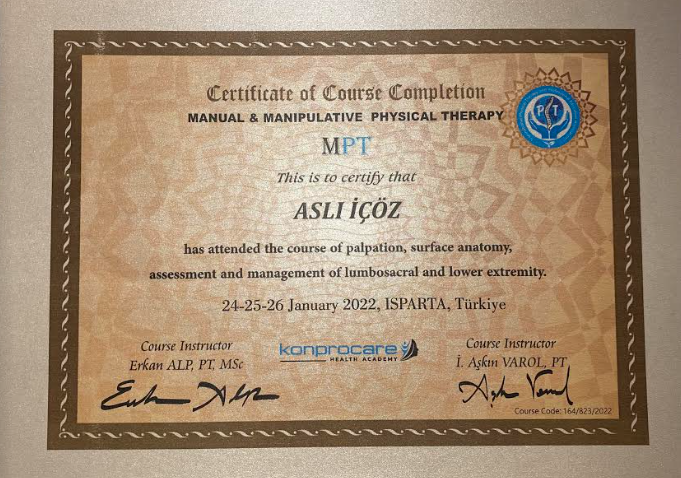 Certificate of Course Completion
MANUAL & MANIPULATIVE PHYSICAL THERAPY
PT
MPT
This is to certify that
ASLI İÇÖZ
has attended the course of palpation, surface anatomy,
assessment and management of lumbosacral and lower extremity.
24-25-26 January 2022, ISPARTA, Türkiye
Course Instructor
Erkan ALP, PT, MSc
konprocare
HEALTH ACADEMY
Course Instructor
İ. Aşkın VAROL, PT
Course Code: 164/823/2022